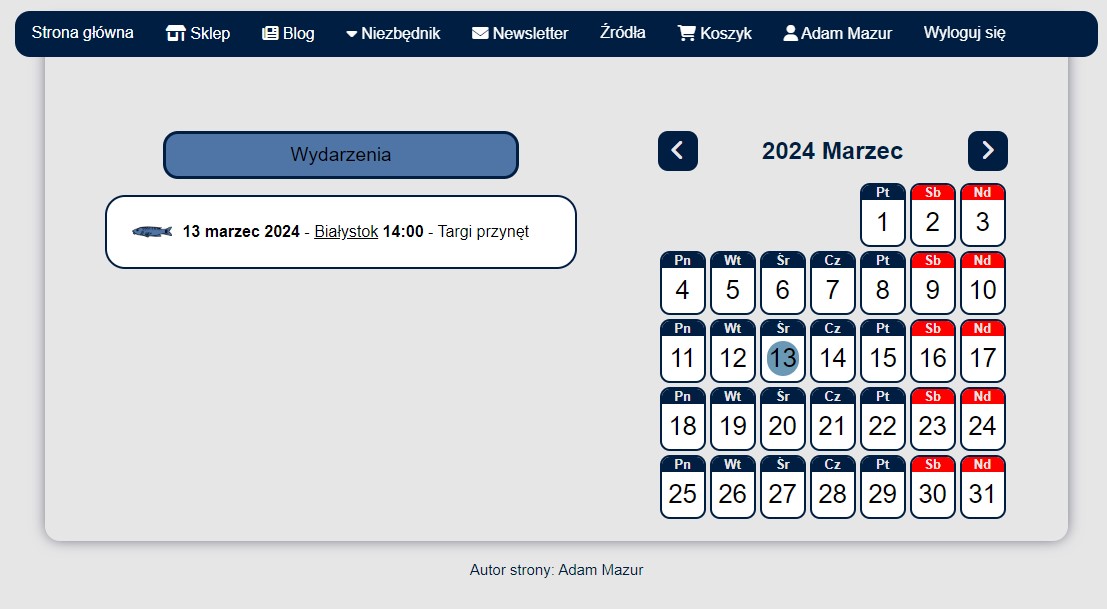 Strona główna Sklep Blog Niezbędnik Newsletter Źródła Koszyk Adam Mazur Wyloguj się
Wydarzenia
13 marzec 2024 - Białystok 14:00 - Targi przynęt
2024 Marzec
Pt Sb Nd
1 2 3
Pn Wt Śr Cz Pt Sb Nd
4 5 6 7 8 9 10
Pn Wt Śr Cz Pt Sb Nd
11 12 13 14 15 16 17
Pn Wt Śr Cz Pt Sb Nd
18 19 20 21 22 23 24
Pn Wt Śr Cz Pt Sb Nd
25 26 27 28 29 30 31
Autor strony: Adam Mazur